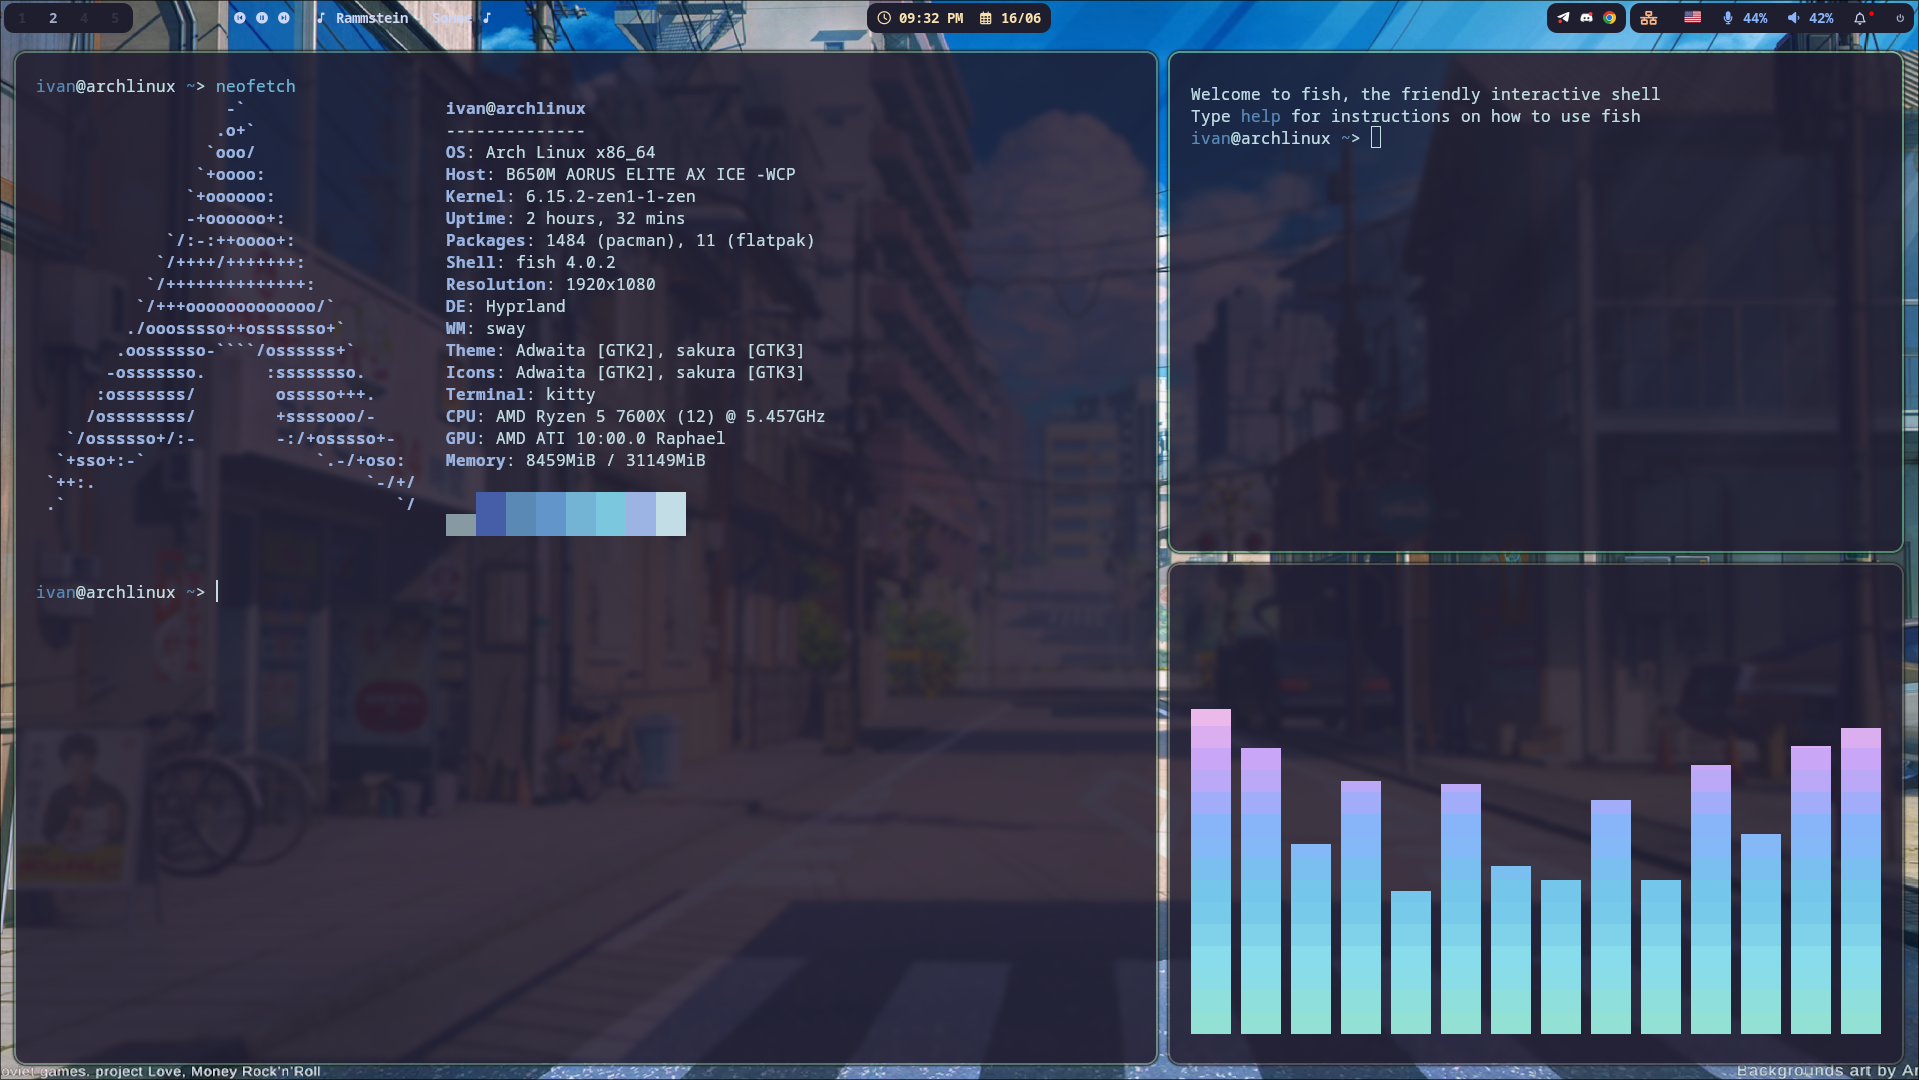 1 2 4 5
Rammstein Sonne
09:32 PM 16/06
44% 42%
ivan@archlinux ~> neofetch
-`
.o+`
`ooo/
`+oooo:
`+oooooo:
-+oooooo+:
`/:-:++oooo+:
`/++++/+++++++:
`/++++++++++++++:
`/+++ooooooooooooo/`
./ooosssso++osssssso+`
.oossssso-````/ossssss+`
-osssssso.      :ssssssso.
:osssssss/        osssso+++.
/ossssssss/        +ssssooo/-
`/ossssso+/:-        -:/+osssso+-
`+sso+:-`                 `.-/+oso:
`++:.                           `-/+/
.`                                 `/
ivan@archlinux
--------------
OS: Arch Linux x86_64
Host: B650M AORUS ELITE AX ICE -WCP
Kernel: 6.15.2-zen1-1-zen
Uptime: 2 hours, 32 mins
Packages: 1484 (pacman), 11 (flatpak)
Shell: fish 4.0.2
Resolution: 1920x1080
DE: Hyprland
WM: sway
Theme: Adwaita [GTK2], sakura [GTK3]
Icons: Adwaita [GTK2], sakura [GTK3]
Terminal: kitty
CPU: AMD Ryzen 5 7600X (12) @ 5.457GHz
GPU: AMD ATI 10:00.0 Raphael
Memory: 8459MiB / 31149MiB
ivan@archlinux ~>
Welcome to fish, the friendly interactive shell
Type help for instructions on how to use fish
ivan@archlinux ~>
oviet games. project Love, Money Rock'n'Roll
Backgrounds art by Ar